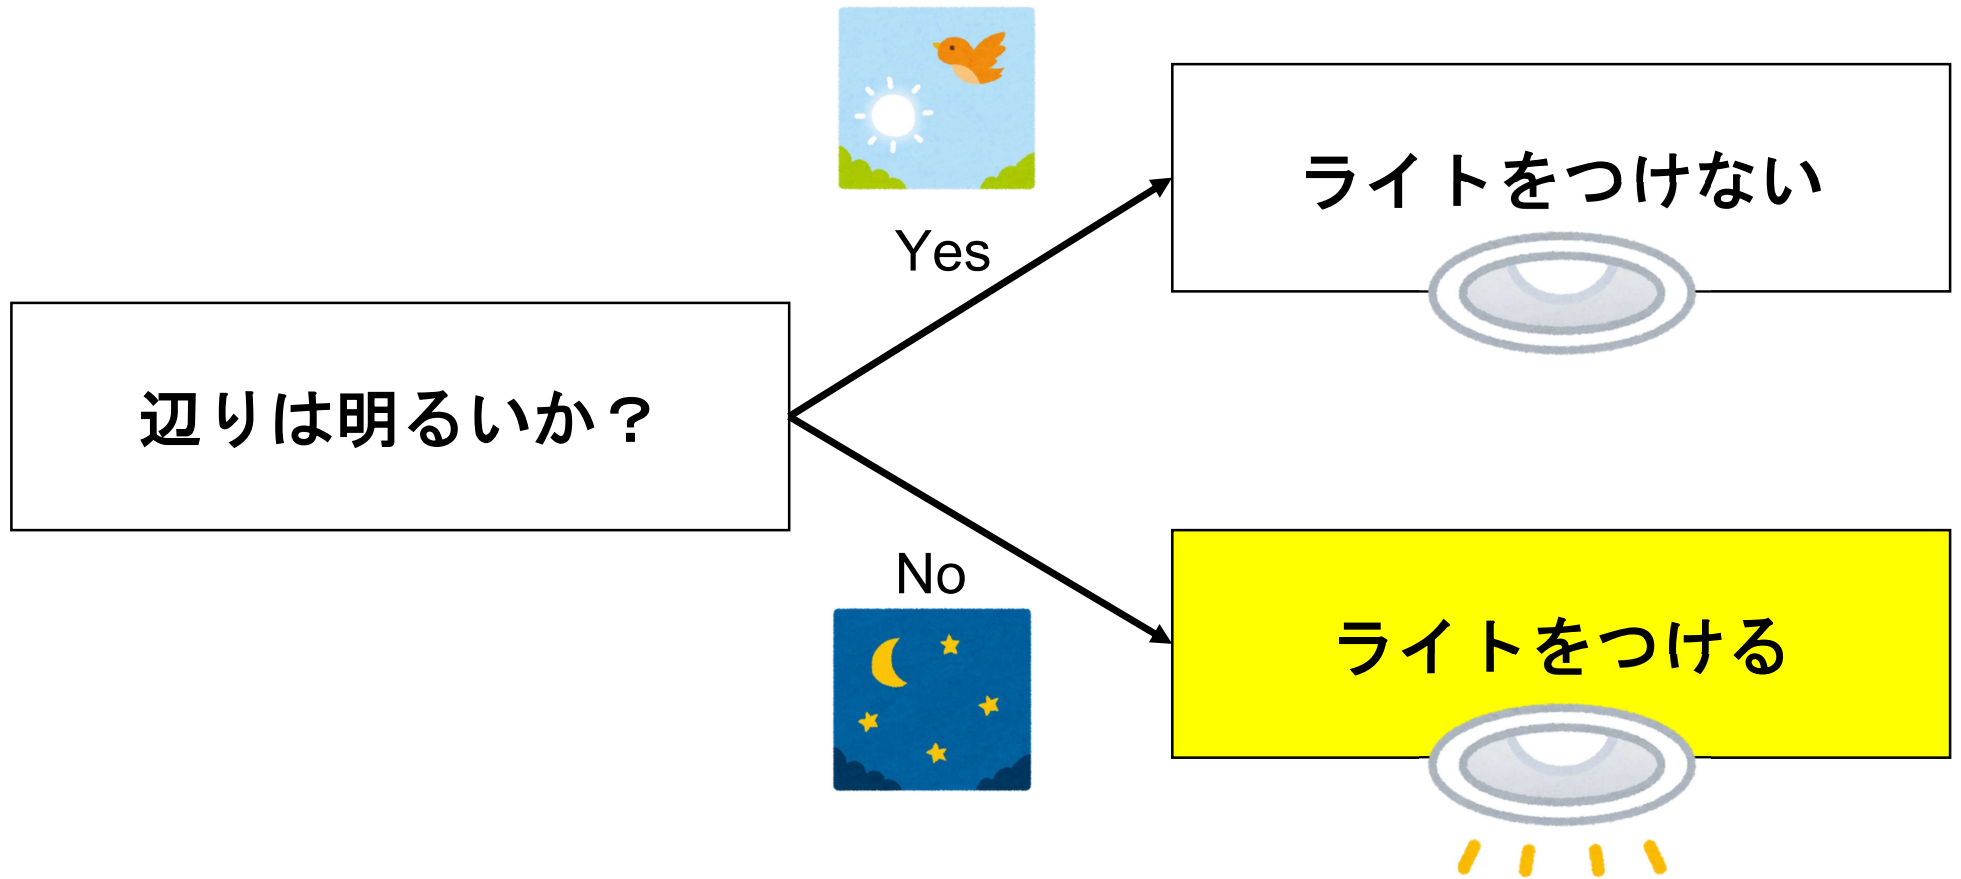 辺りは明るいか？
Yes
ライトをつけない
No
ライトをつける